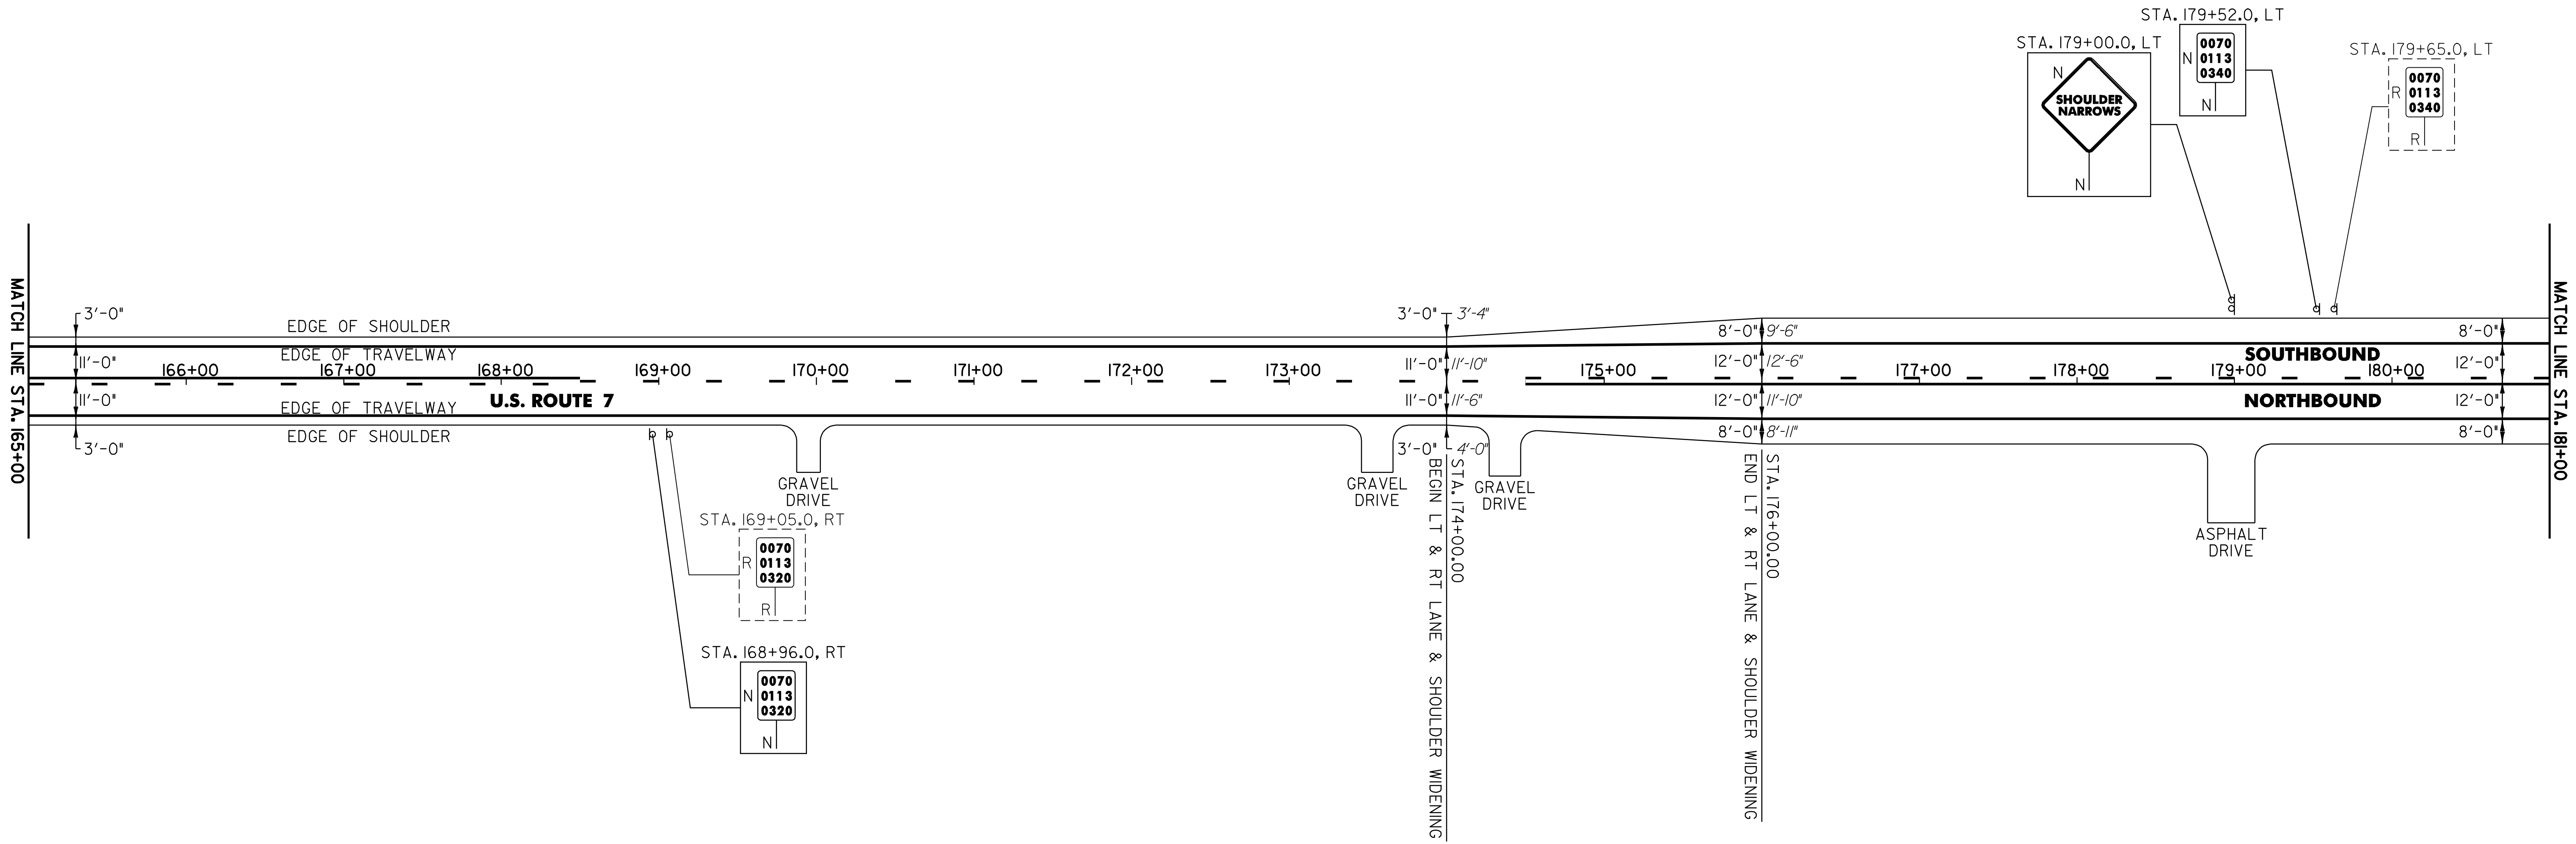 STA. 179+52.0, LT
0070
0113
0340
N
N
STA. 179+00.0, LT
N
SHOULDER
NARROWS
N
STA. 179+65.0, LT
0070
0113
0340
R
R
MATCH LINE STA. 165+00
3'-0"
11'-0"
11'-0"
3'-0"
EDGE OF SHOULDER
EDGE OF TRAVELWAY
166+00
167+00
168+00
169+00
170+00
171+00
172+00
173+00
175+00
177+00
178+00
179+00
180+00
EDGE OF TRAVELWAY
U.S. ROUTE 7
EDGE OF SHOULDER
3'-0" 3'-4"
11'-0" 11'-10"
11'-0" 11'-6"
3'-0" 4'-0"
8'-0" 9'-6"
12'-0" 12'-6"
12'-0" 11'-10"
8'-0" 8'-11"
SOUTHBOUND
NORTHBOUND
8'-0"
12'-0"
12'-0"
8'-0"
MATCH LINE STA. 181+00
GRAVEL
DRIVE
GRAVEL
DRIVE
GRAVEL
DRIVE
ASPHALT
DRIVE
STA. 174+00.00
BEGIN LT & RT LANE & SHOULDER WIDENING
STA. 176+00.00
END LT & RT LANE & SHOULDER WIDENING
STA. 169+05.0, RT
0070
0113
0320
R
R
STA. 168+96.0, RT
0070
0113
0320
N
N